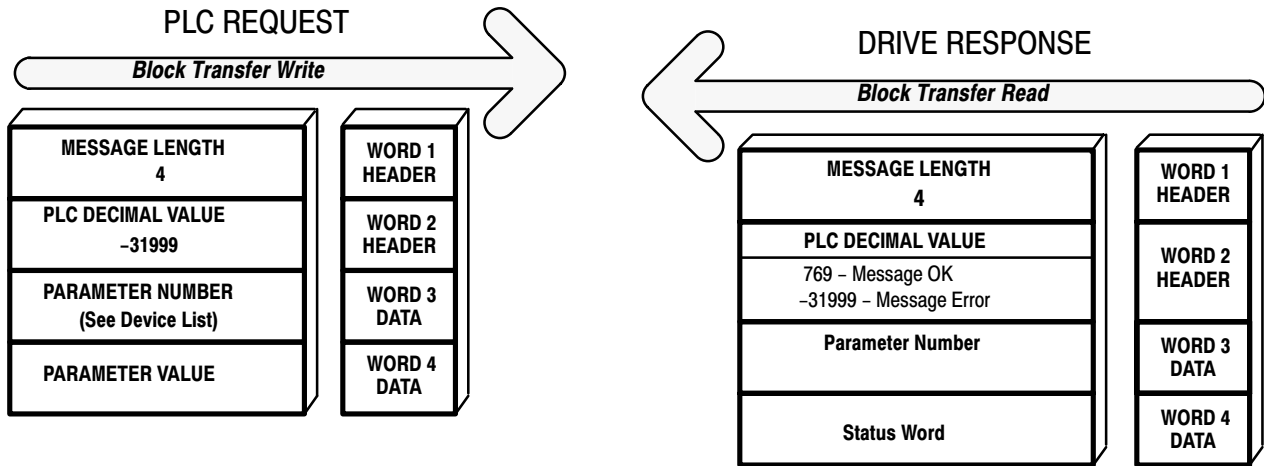 PLC REQUEST
Block Transfer Write
MESSAGE LENGTH
4
WORD 1
HEADER
PLC DECIMAL VALUE
–31999
WORD 2
HEADER
PARAMETER NUMBER
(See Device List)
WORD 3
DATA
PARAMETER VALUE
WORD 4
DATA
DRIVE RESPONSE
Block Transfer Read
MESSAGE LENGTH
4
WORD 1
HEADER
PLC DECIMAL VALUE
769 – Message OK
–31999 – Message Error
WORD 2
HEADER
Parameter Number
WORD 3
DATA
Status Word
WORD 4
DATA